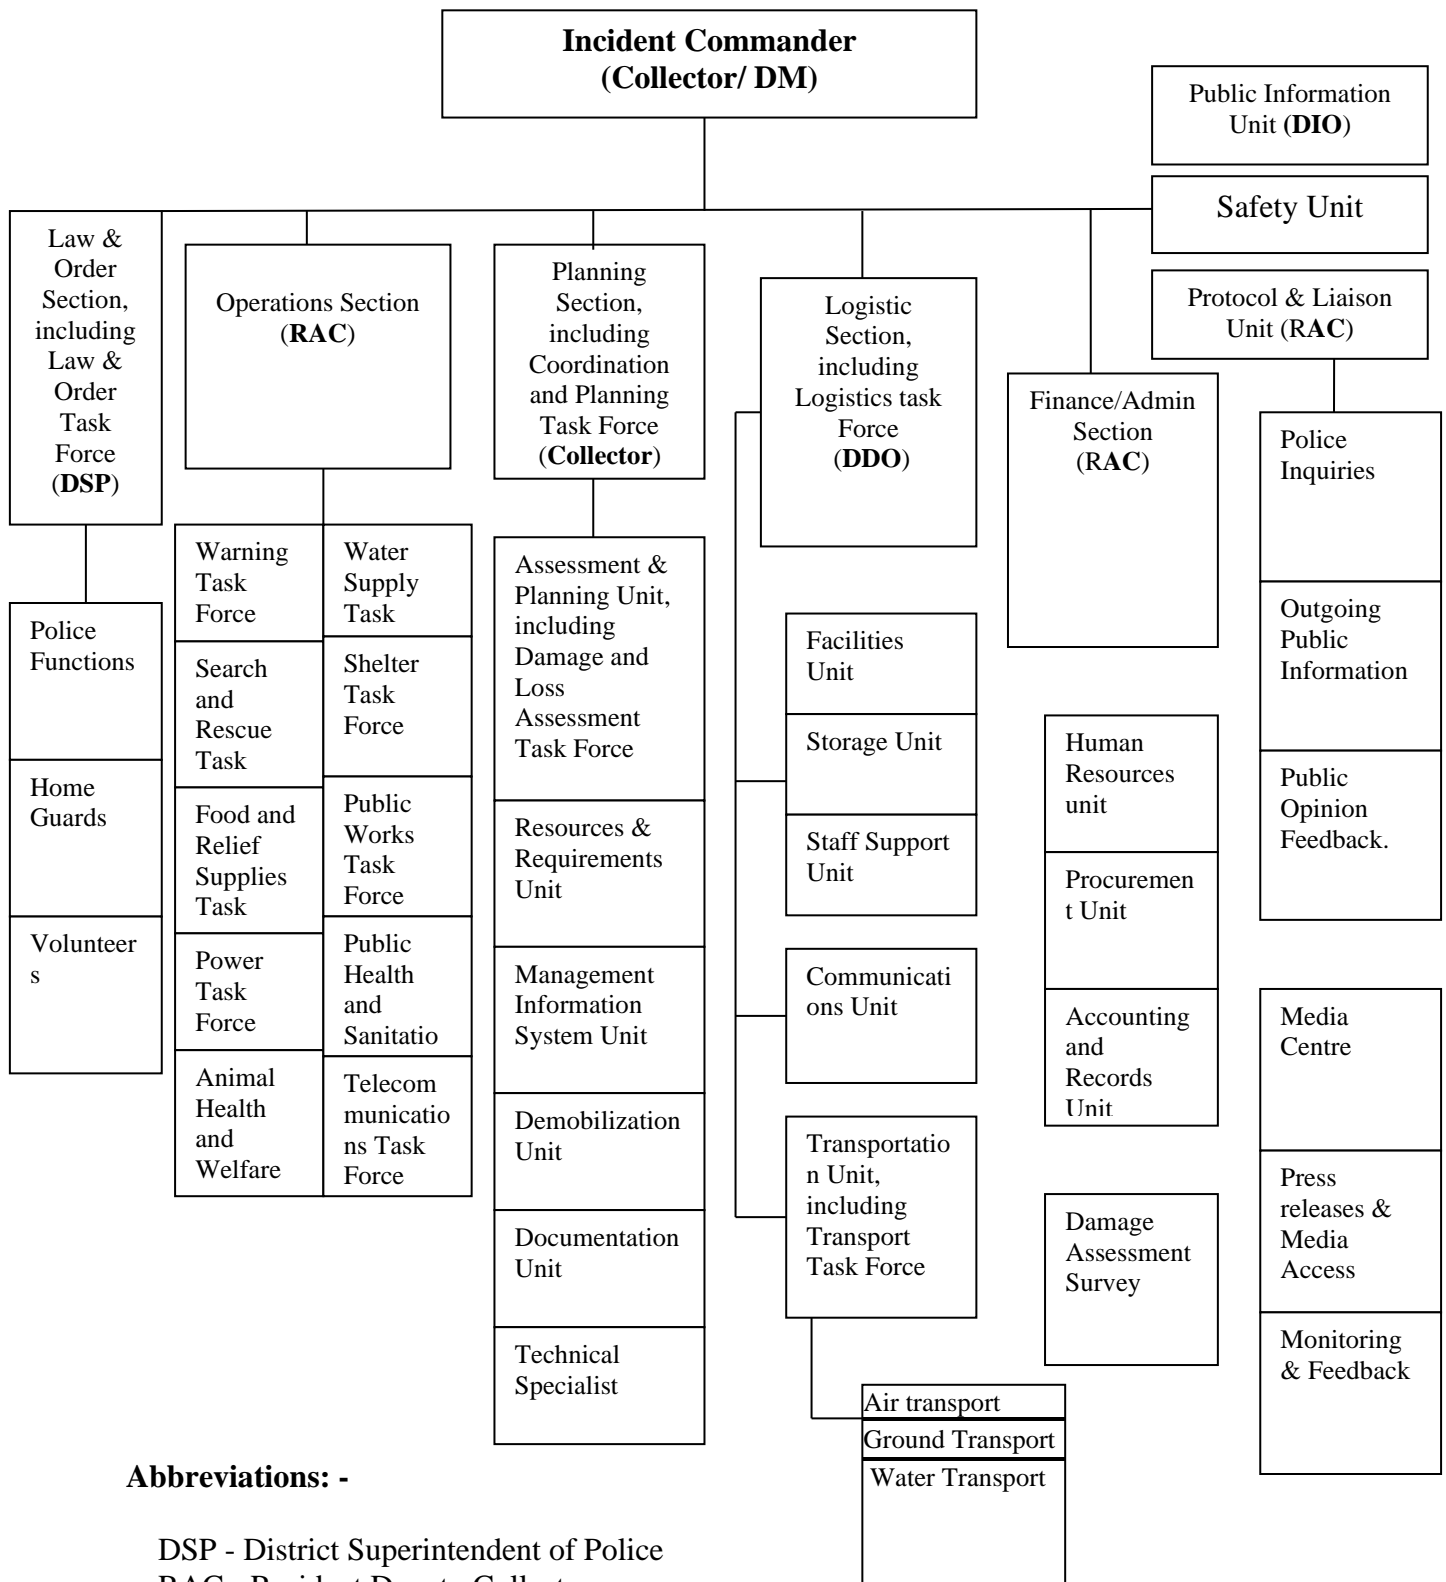 Incident Commander
(Collector/ DM)
Public Information
Unit (DIO)
Safety Unit
Protocol & Liaison
Unit (RAC)
Law &
Order
Section,
including
Law &
Order
Task
Force
(DSP)
Operations Section
(RAC)
Planning
Section,
including
Coordination
and Planning
Task Force
(Collector)
Logistic
Section,
including
Logistics task
Force
(DDO)
Finance/Admin
Section
(RAC)
Police
Functions
Home
Guards
Volunteer
s
Warning
Task
Force
Search
and
Rescue
Task
Food and
Relief
Supplies
Task
Power
Task
Force
Animal
Health
and
Welfare
Water
Supply
Task
Shelter
Task
Force
Public
Works
Task
Force
Public
Health
and
Sanitatio
Telecom
municatio
ns Task
Force
Assessment &
Planning Unit,
including
Damage and
Loss
Assessment
Task Force
Resources &
Requirements
Unit
Management
Information
System Unit
Demobilization
Unit
Documentation
Unit
Technical
Specialist
Facilities
Unit
Storage Unit
Staff Support
Unit
Communicati
ons Unit
Transportatio
n Unit,
including
Transport
Task Force
Air transport
Ground Transport
Water Transport
Human
Resources
unit
Procuremen
t Unit
Accounting
and
Records
Unit
Damage
Assessment
Survey
Police
Inquiries
Outgoing
Public
Information
Public
Opinion
Feedback.
Media
Centre
Press
releases &
Media
Access
Monitoring
& Feedback
Abbreviations: -
DSP - District Superintendent of Police